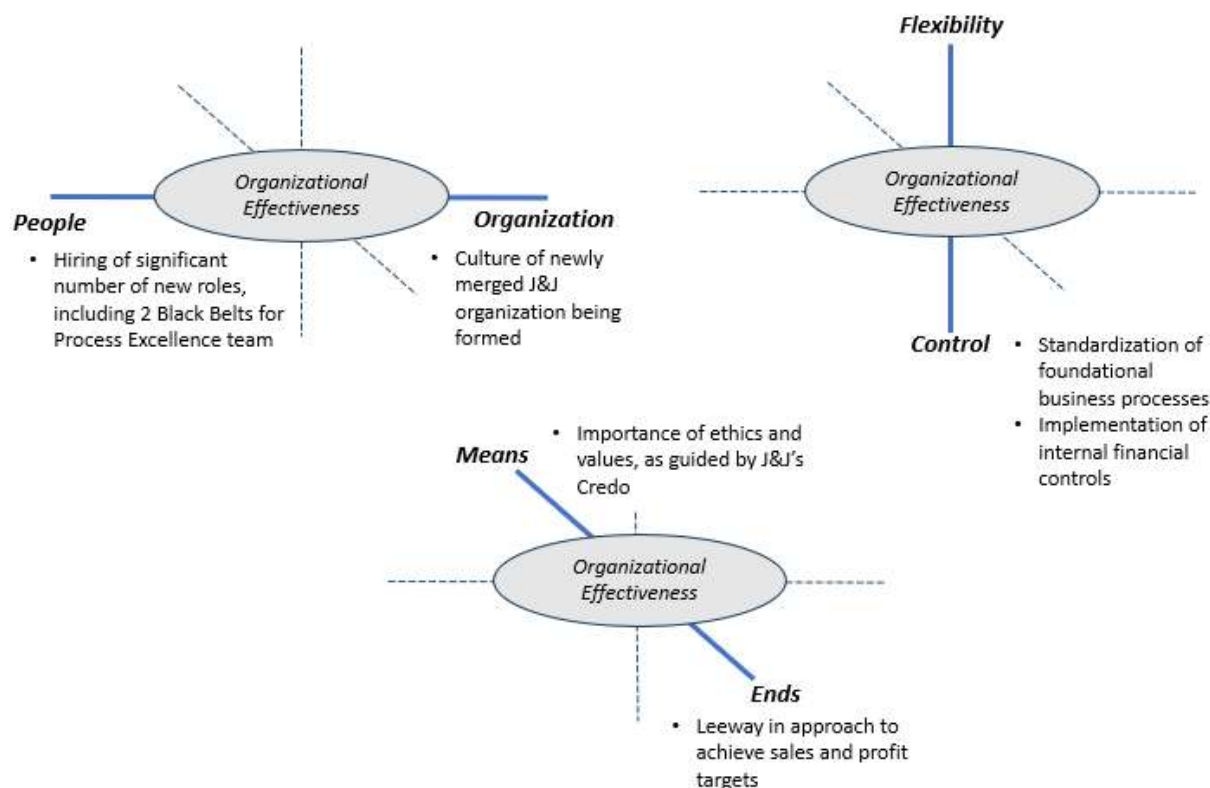 Organizational
Effectiveness
People
• Hiring of significant
number of new roles,
including 2 Black Belts for
Process Excellence team
Organization
• Culture of newly
merged J&J
organization being
formed
Flexibility
Organizational
Effectiveness
Control
• Standardization of
foundational
business processes
• Implementation of
internal financial
controls
Means
• Importance of ethics and
values, as guided by J&J’s
Credo
Organizational
Effectiveness
Ends
• Leeway in approach to
achieve sales and profit
targets